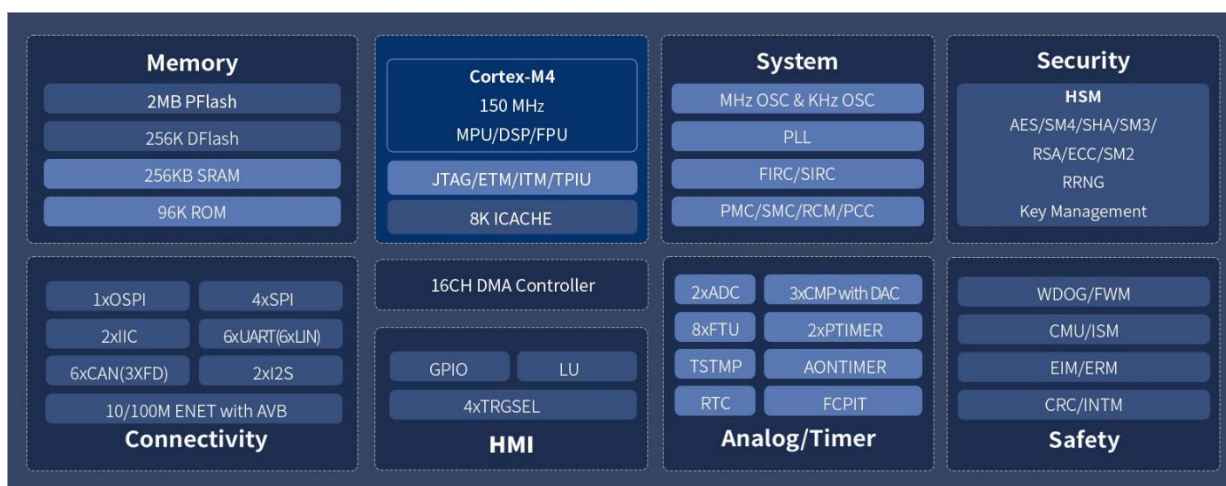 Memory
2MB PFlash
256K DFlash
256KB SRAM
96K ROM
Cortex-M4
150 MHz
MPU/DSP/FPU
JTAG/ETM/ITM/TPIU
8K ICACHE
System
MHz OSC & KHz OSC
PLL
FIRC/SIRC
PMC/SMC/RCM/PCC
Security
HSM
AES/SM4/SHA/SM3/
RSA/ECC/SM2
RRNG
Key Management
1xOSPI
4xSPI
2xIIC
6xUART(6xLIN)
6xCAN(3XFD)
2xI2S
10/100M ENET with AVB
Connectivity
16CH DMA Controller
GPIO
LU
4xTRGSEL
HMI
2xADC
3xCMP with DAC
8xFTU
2xPTIMER
TSTMP
AONTIMER
RTC
FCPIT
Analog/Timer
WDOG/FWM
CMU/ISM
EIM/ERM
CRC/INTM
Safety